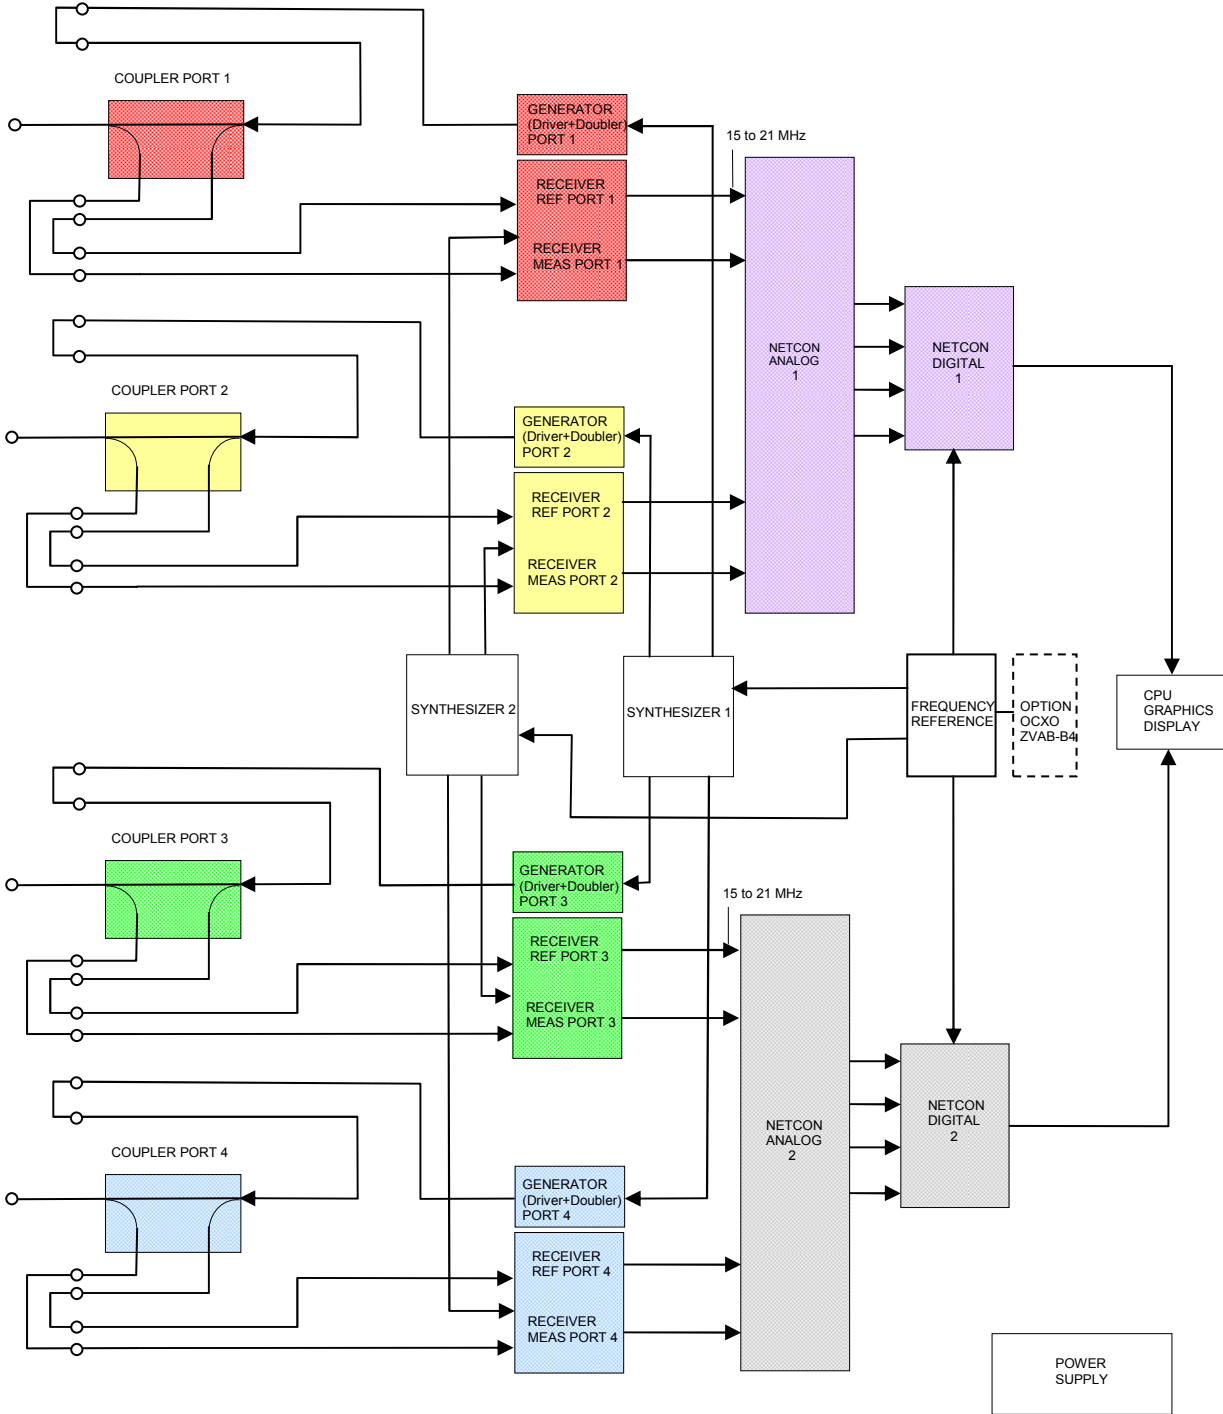 COUPLER PORT 1
GENERATOR
(Driver+Doubler)
PORT 1
15 to 21 MHz
RECEIVER
REF PORT 1
RECEIVER
MEAS PORT 1
NETCON
ANALOG
1
NETCON
DIGITAL
1
COUPLER PORT 2
GENERATOR
(Driver+Doubler)
PORT 2
RECEIVER
REF PORT 2
RECEIVER
MEAS PORT 2
SYNTHESIZER 2
SYNTHESIZER 1
FREQUENCY
REFERENCE
OPTION
OCXO
ZVAB-B4
CPU
GRAPHICS
DISPLAY
COUPLER PORT 3
GENERATOR
(Driver+Doubler)
PORT 3
15 to 21 MHz
RECEIVER
REF PORT 3
RECEIVER
MEAS PORT 3
NETCON
ANALOG
2
NETCON
DIGITAL
2
COUPLER PORT 4
GENERATOR
(Driver+Doubler)
PORT 4
RECEIVER
REF PORT 4
RECEIVER
MEAS PORT 4
POWER
SUPPLY